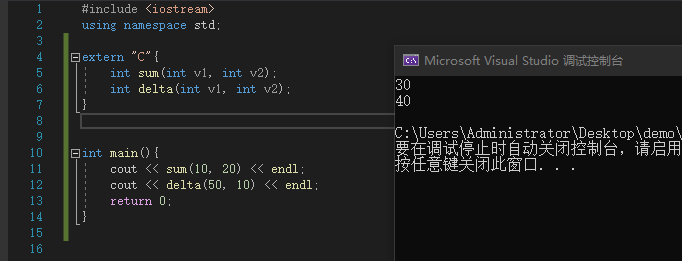 1 #include <iostream>
2 using namespace std;
3
4 extern "C"{
5 int sum(int v1, int v2);
6 int delta(int v1, int v2);
7 }
8
9
10 int main(){
11 cout << sum(10, 20) << endl;
12 cout << delta(50, 10) << endl;
13 return 0;
14 }
15
16
C:\ Microsoft Visual Studio 调试控制台
30
40
C:\Users\Administrator\Desktop\demo\
要在调试停止时自动关闭控制台，请启用
按任意键关闭此窗口. . .